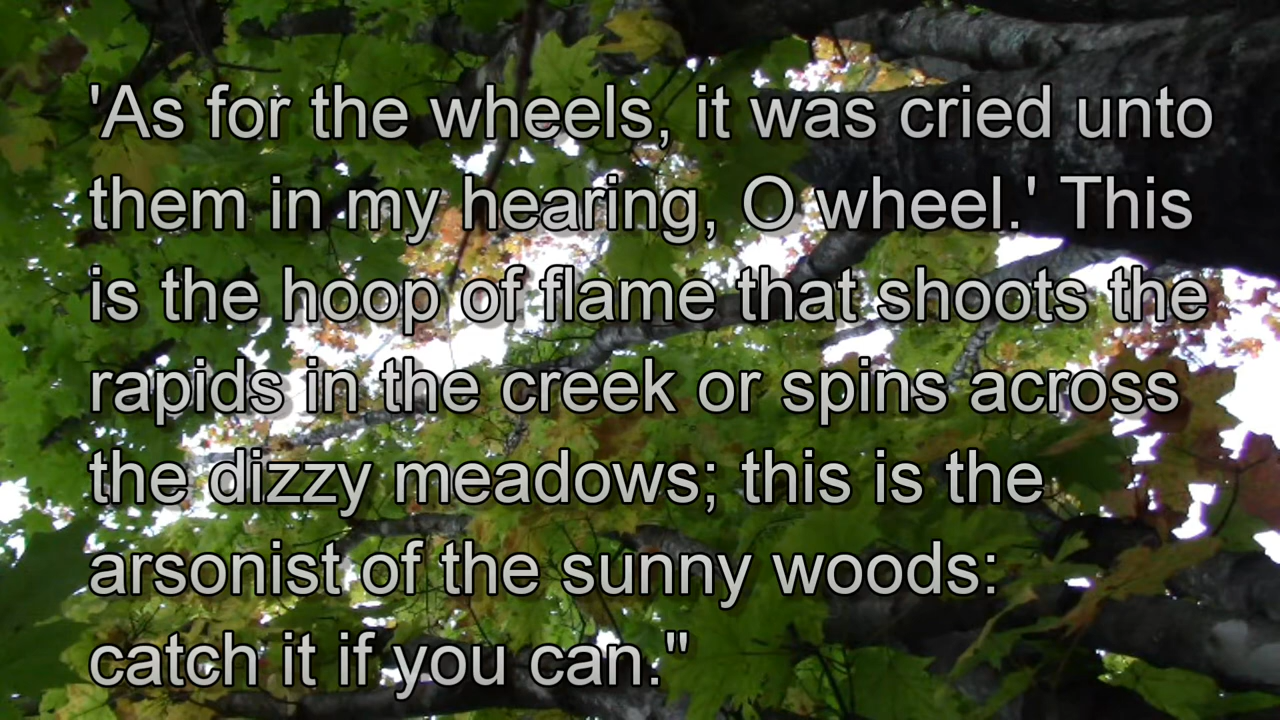 'As for the wheels, it was cried unto
them in my hearing, O wheel.' This
is the hoop of flame that shoots the
rapids in the creek or spins across
the dizzy meadows; this is the
arsonist of the sunny woods:
catch it if you can."